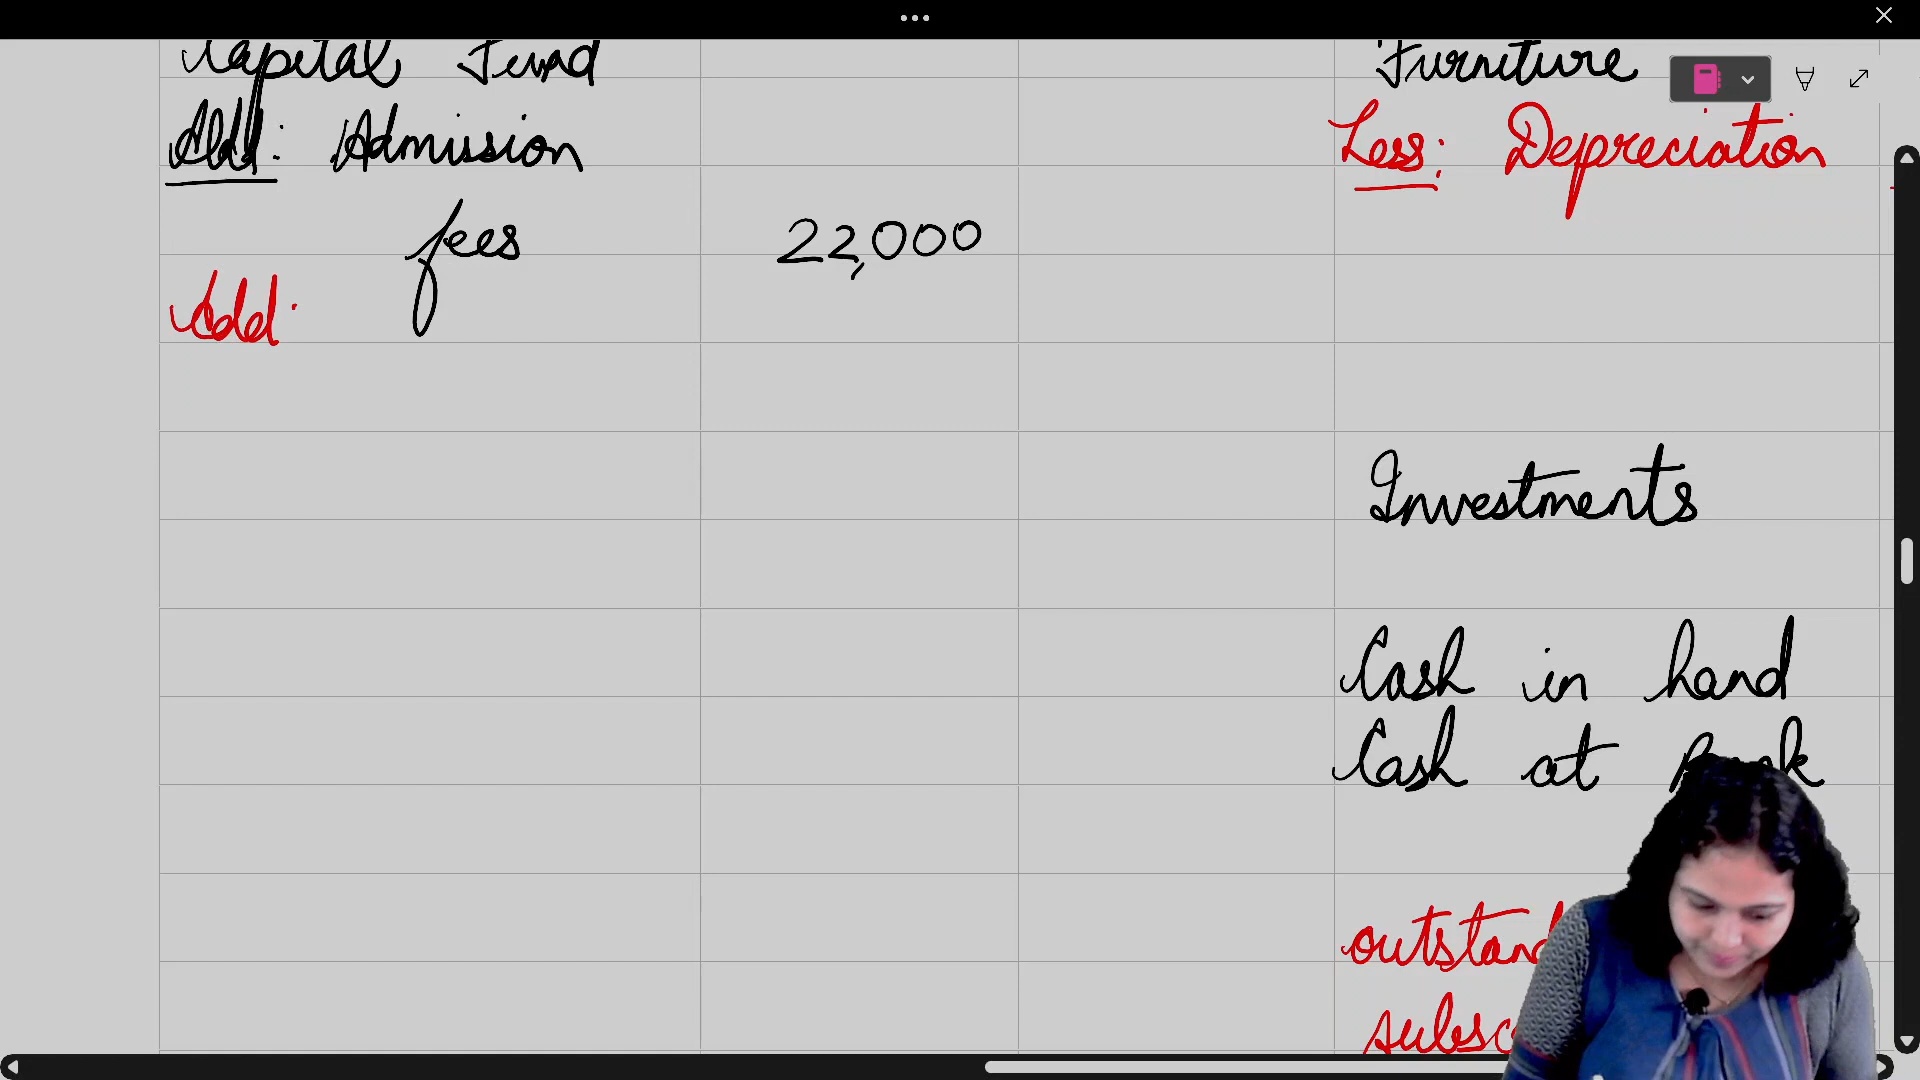 Capital Fund
Add: Admission
fees 22,000
Add:
Furniture
Less: Depreciation
Investments
Cash in hand
Cash at